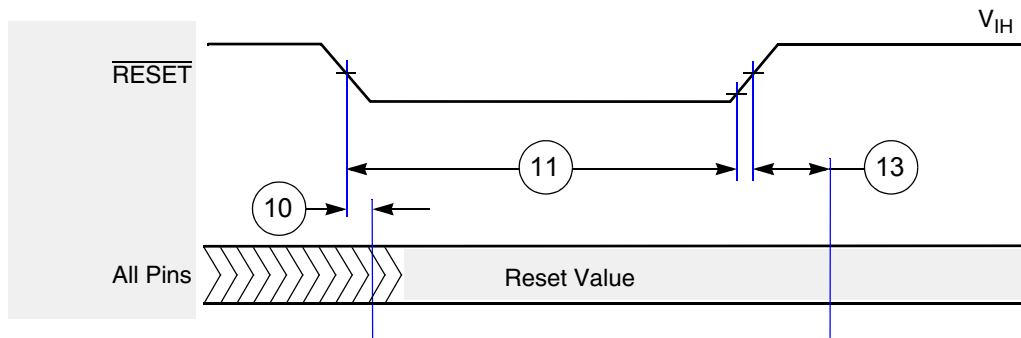 V_IH
RESET
11
13
10
All Pins
Reset Value